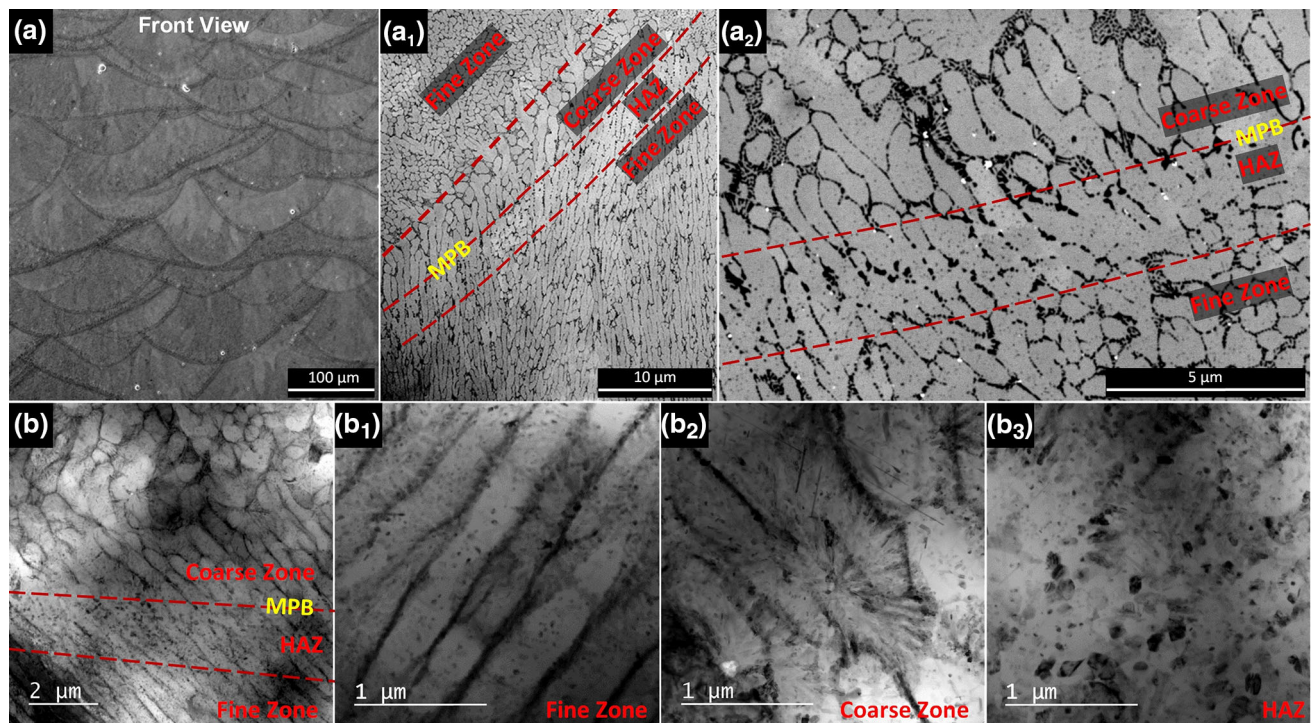 (a)
Front View
100 µm
(a1)
Fine Zone
Coarse Zone
HAZ
Fine Zone
MPB
10 µm
(a2)
Coarse Zone
MPB
HAZ
Fine Zone
5 µm
(b)
Coarse Zone
MPB
HAZ
2 µm
Fine Zone
(b1)
1 µm
Fine Zone
(b2)
1 µm
Coarse Zone
(b3)
1 µm
HAZ